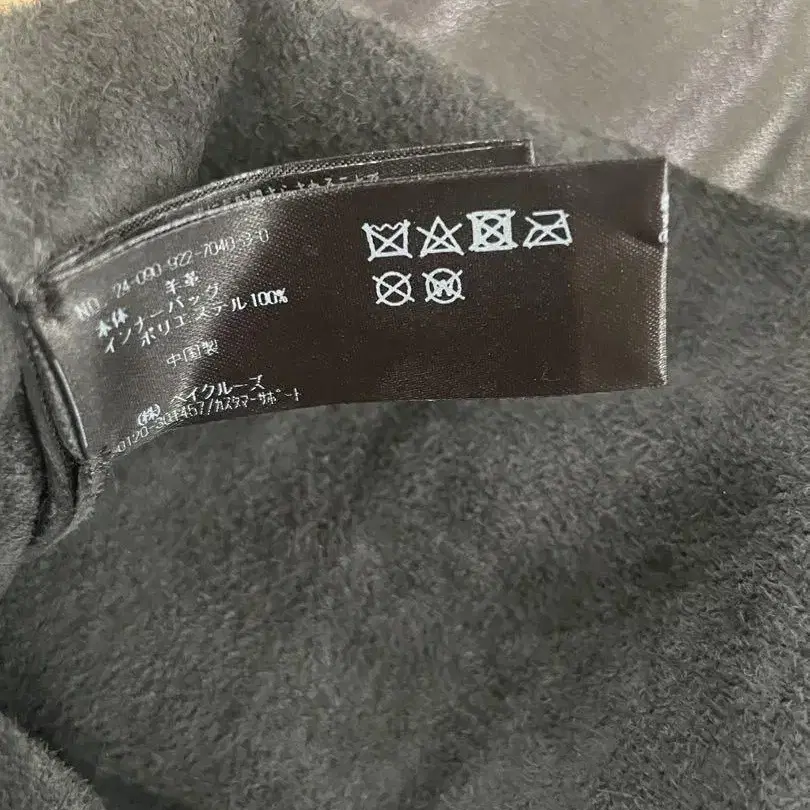 NO. 24-090-922-7040-3-0
本体 羊革
インナーバッグ
ポリエステル100%
中国製
(株) ベイクルーズ
/カスタマーサポート
W